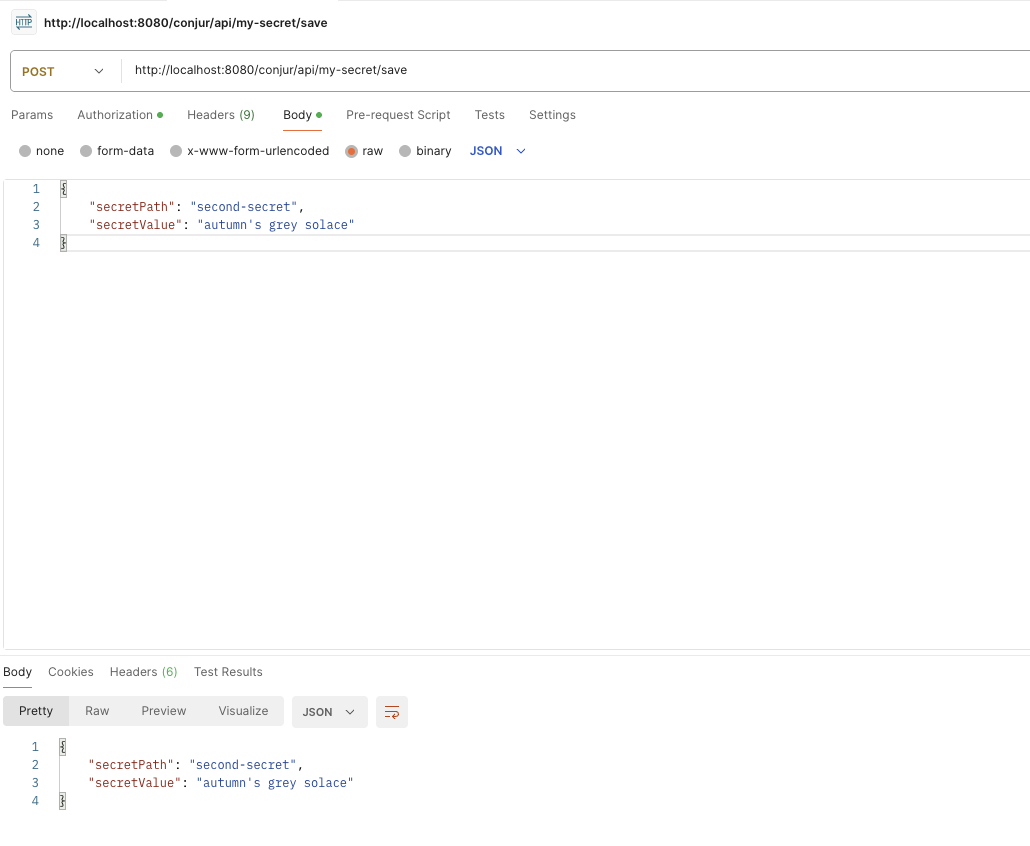 HTTP http://localhost:8080/conjur/api/my-secret/save
POST http://localhost:8080/conjur/api/my-secret/save
Params Authorization Headers (9) Body Pre-request Script Tests Settings
none form-data x-www-form-urlencoded raw binary JSON
1 {
2 "secretPath": "second-secret",
3 "secretValue": "autumn's grey solace"
4 }
Body Cookies Headers (6) Test Results
Pretty Raw Preview Visualize JSON
1 {
2 "secretPath": "second-secret",
3 "secretValue": "autumn's grey solace"
4 }